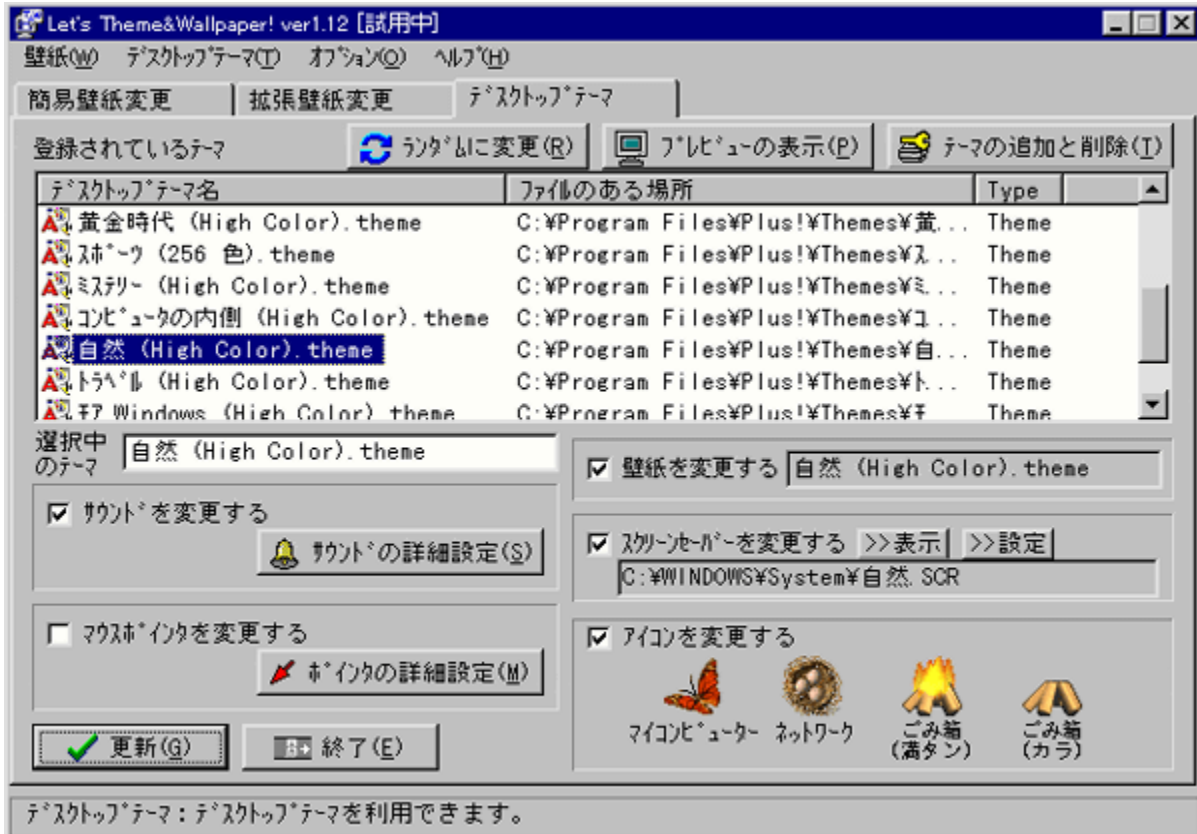 Let's Theme&Wallpaper! ver1.12 [試用中]
壁紙(W) ﾃﾞｽｸﾄｯﾌﾟﾃｰﾏ(T) ｵﾌﾟｼｮﾝ(O) ﾍﾙﾌﾟ(H)
簡易壁紙変更 拡張壁紙変更 ﾃﾞｽｸﾄｯﾌﾟﾃｰﾏ
登録されているﾃｰﾏ ﾗﾝﾀﾞﾑに変更(R) ﾌﾟﾚﾋﾞｭｰの表示(P) ﾃｰﾏの追加と削除(I)
ﾃﾞｽｸﾄｯﾌﾟﾃｰﾏ名 ﾌｧｲﾙのある場所 Type
黄金時代 (High Color).theme C:¥Program Files¥Plus!¥Themes¥黄... Theme
ｽﾎﾟｰﾂ (256 色).theme C:¥Program Files¥Plus!¥Themes¥ｽ... Theme
ﾐｽﾃﾘｰ (High Color).theme C:¥Program Files¥Plus!¥Themes¥ﾐ... Theme
ｺﾝﾋﾟｭｰﾀの内側 (High Color).theme C:¥Program Files¥Plus!¥Themes¥ｺ... Theme
自然 (High Color).theme C:¥Program Files¥Plus!¥Themes¥自... Theme
ﾄﾗﾍﾞﾙ (High Color).theme C:¥Program Files¥Plus!¥Themes¥ﾄ... Theme
ﾓｱ Windows (High Color).theme C:¥Program Files¥Plus!¥Themes¥ﾓ Theme
選択中
のﾃｰﾏ
自然 (High Color).theme
壁紙を変更する 自然 (High Color).theme
ｻｳﾝﾄﾞを変更する
ｻｳﾝﾄﾞの詳細設定(S)
ｽｸﾘｰﾝｾｰﾊﾞｰを変更する >>表示 >>設定
C:¥WINDOWS¥System¥自然.SCR
ﾏｳｽﾎﾟｲﾝﾀを変更する
ﾎﾟｲﾝﾀの詳細設定(M)
ｱｲｺﾝを変更する
ﾏｲｺﾝﾋﾟｭｰﾀｰ ﾈｯﾄﾜｰｸ ごみ箱 ごみ箱
(満タン) (カラ)
更新(G) 終了(E)
ﾃﾞｽｸﾄｯﾌﾟﾃｰﾏ：ﾃﾞｽｸﾄｯﾌﾟﾃｰﾏを利用できます。